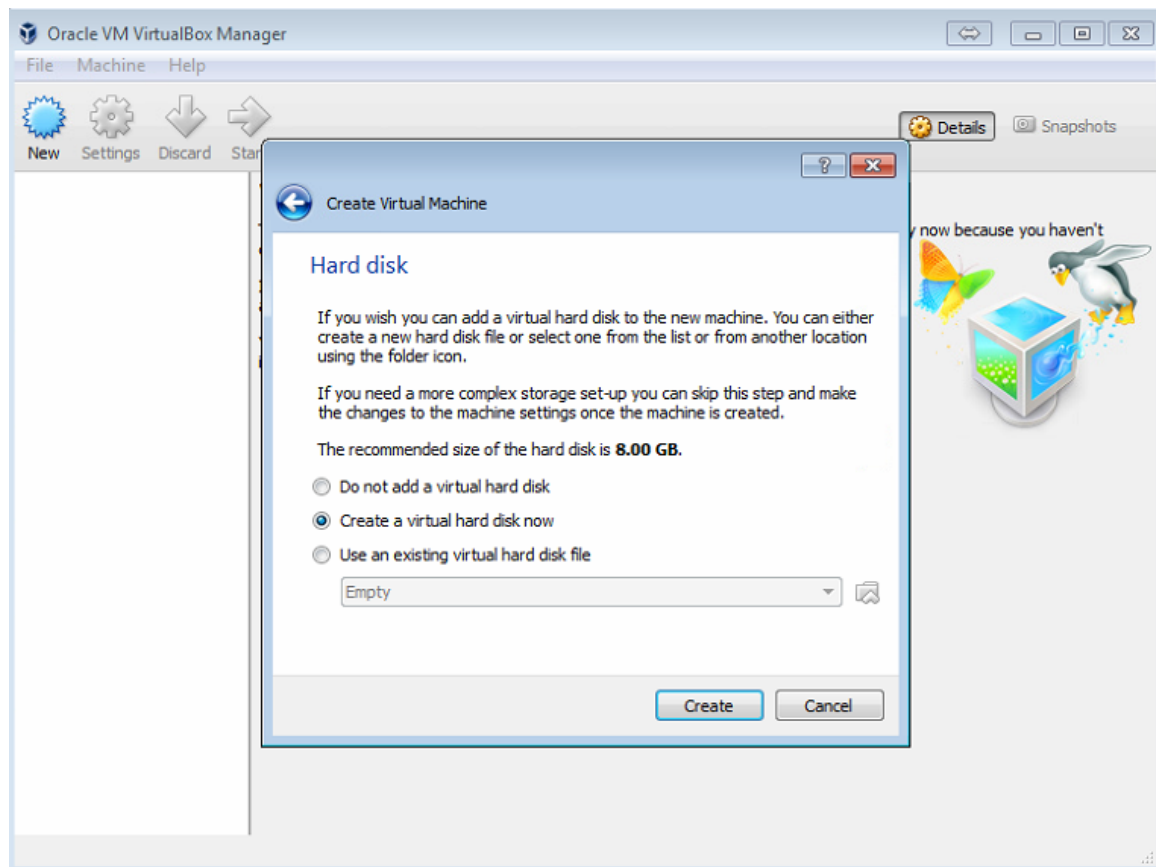 Oracle VM VirtualBox Manager
File Machine Help
New Settings Discard Star
Details Snapshots
y now because you haven't
?
Create Virtual Machine
Hard disk
If you wish you can add a virtual hard disk to the new machine. You can either
create a new hard disk file or select one from the list or from another location
using the folder icon.
If you need a more complex storage set-up you can skip this step and make
the changes to the machine settings once the machine is created.
The recommended size of the hard disk is 8.00 GB.
Do not add a virtual hard disk
Create a virtual hard disk now
Use an existing virtual hard disk file
Empty
Create Cancel